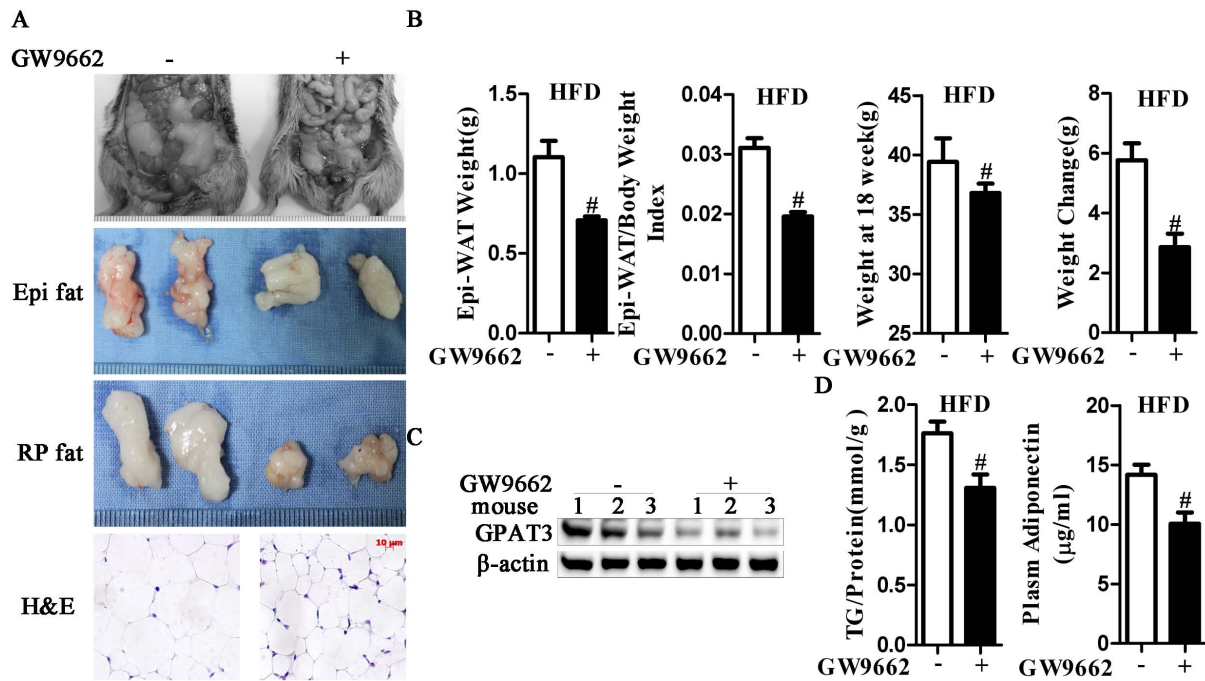 A
GW9662 - +
Epi fat
RP fat
H&E
10 μm
B
HFD
Epi-WAT Weight(g)
1.5
1.0
0.5
0.0
GW9662 - +
#
HFD
Epi-WAT/Body Weight
Index
0.04
0.03
0.02
0.01
0.00
GW9662 - +
#
HFD
Weight at 18 week(g)
45
40
35
30
25
GW9662 - +
#
HFD
Weight Change(g)
8
6
4
2
0
GW9662 - +
#
C
GW9662 - +
mouse 1 2 3 1 2 3
GPAT3
β-actin
D
HFD
TG/Protein(mmol/g)
2.0
1.5
1.0
0.5
0.0
GW9662 - +
#
HFD
Plasm Adiponectin
(μg/ml)
20
15
10
5
0
GW9662 - +
#